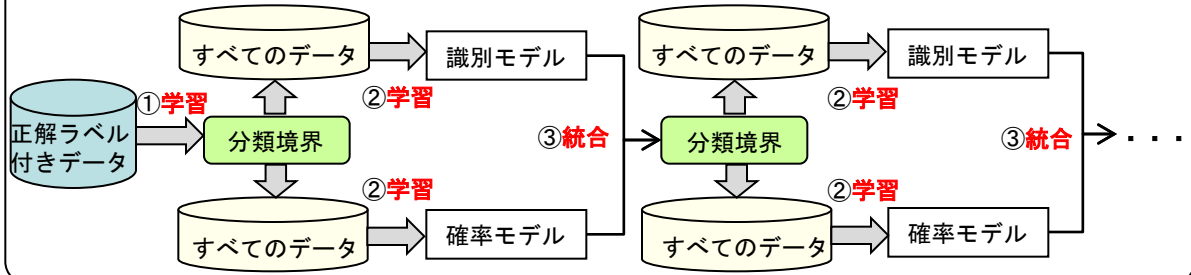 すべてのデータ
識別モデル
すべてのデータ
識別モデル
①学習
②学習
②学習
正解ラベル
付きデータ
分類境界
③統合
分類境界
③統合
・・・
②学習
②学習
すべてのデータ
確率モデル
すべてのデータ
確率モデル